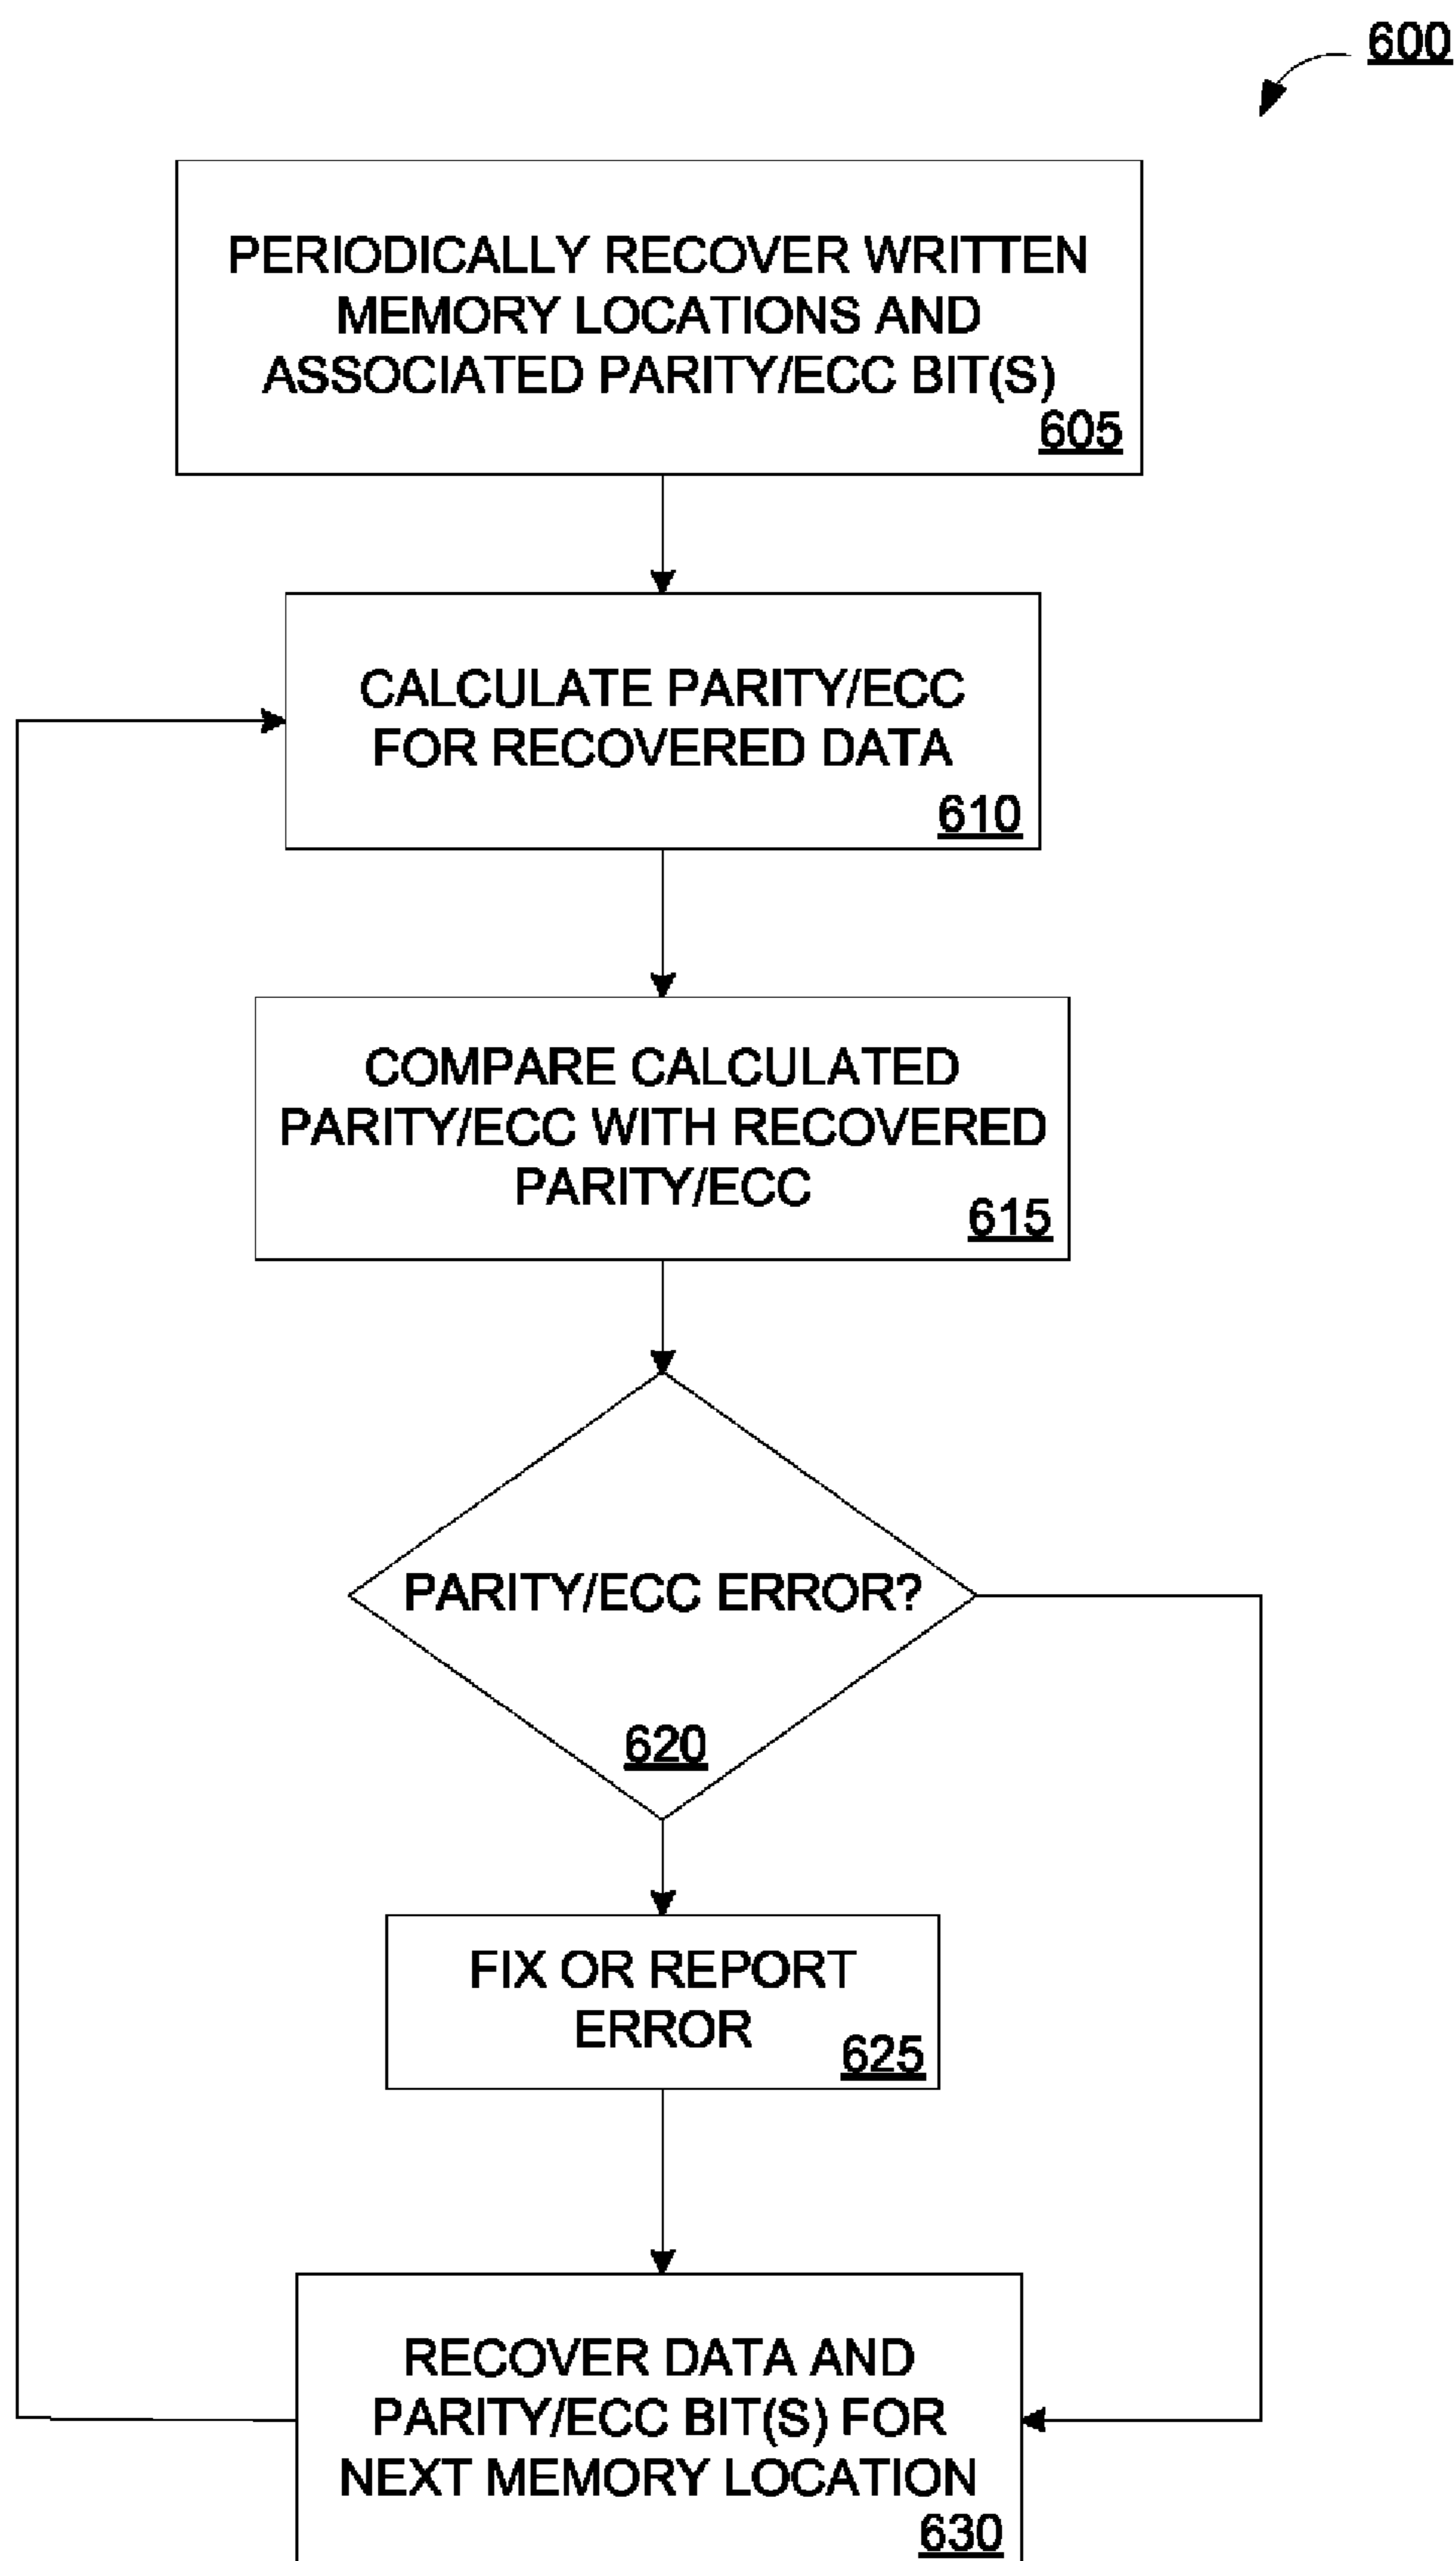 600
PERIODICALLY RECOVER WRITTEN
MEMORY LOCATIONS AND
ASSOCIATED PARITY/ECC BIT(S)
605
CALCULATE PARITY/ECC
FOR RECOVERED DATA
610
COMPARE CALCULATED
PARITY/ECC WITH RECOVERED
PARITY/ECC
615
PARITY/ECC ERROR?
620
FIX OR REPORT
ERROR
625
RECOVER DATA AND
PARITY/ECC BIT(S) FOR
NEXT MEMORY LOCATION
630